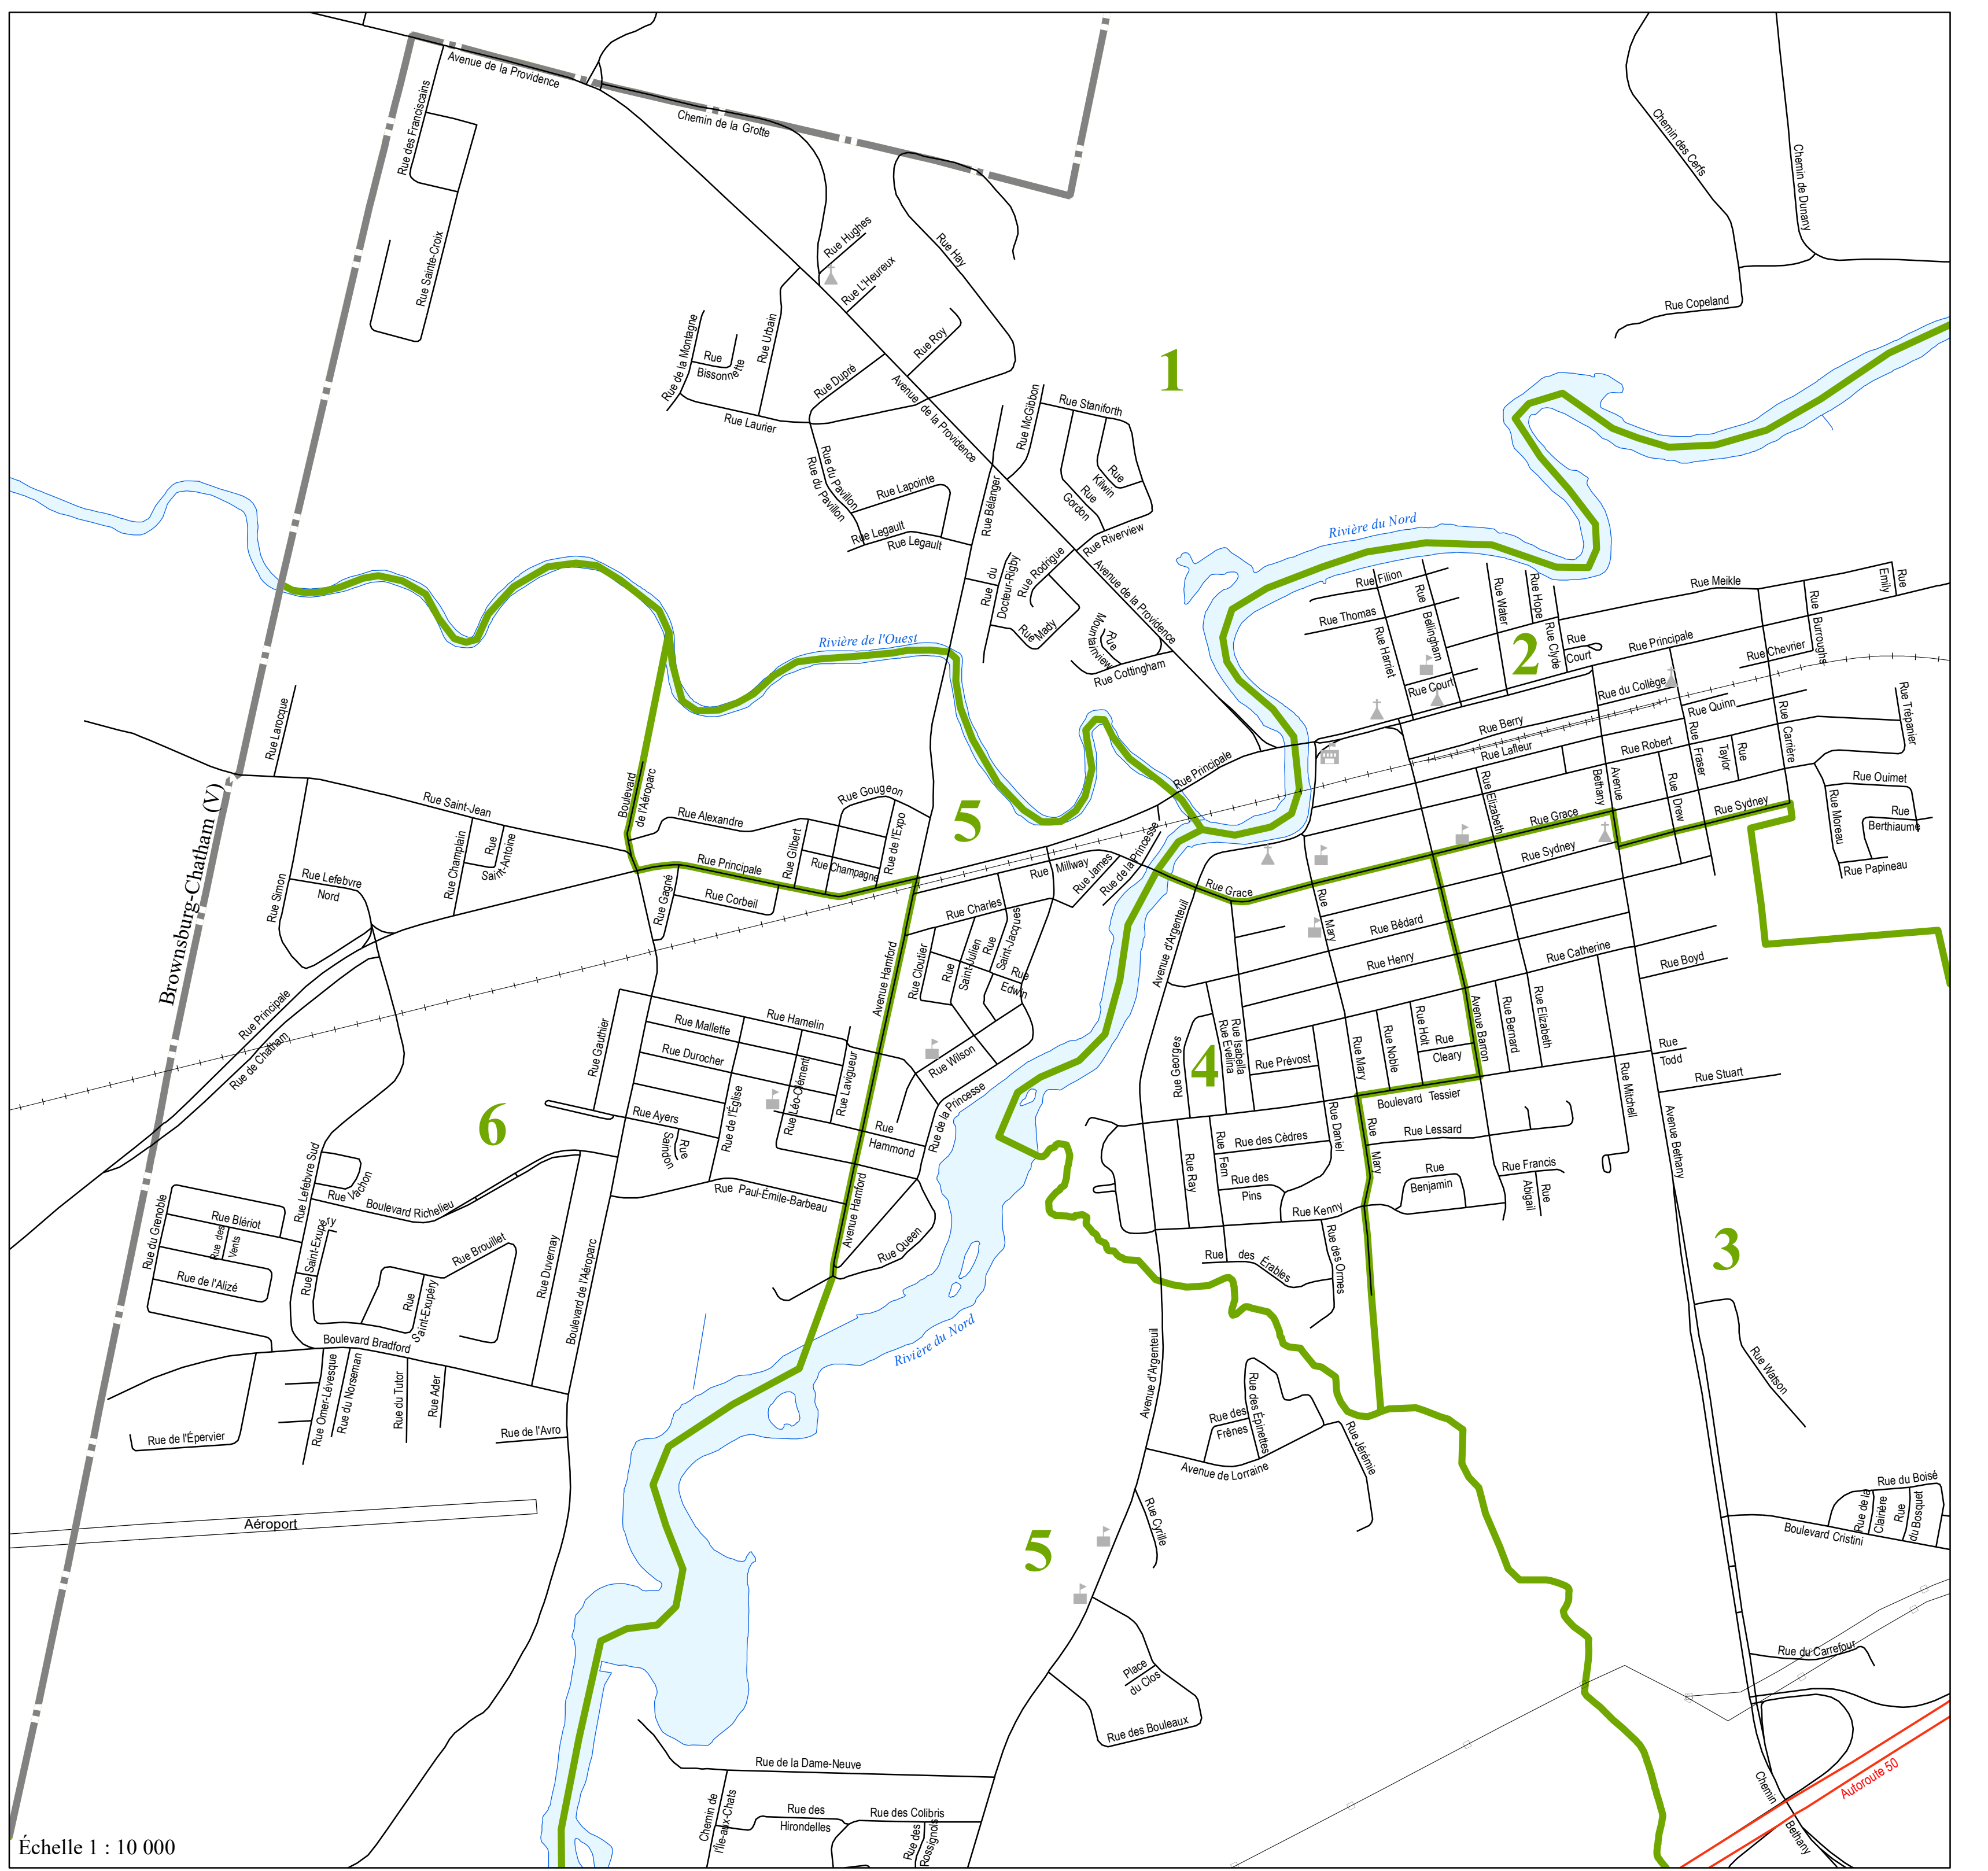 Avenue de la Providence
Chemin de la Grotte
Rue des Franciscains
Rue Sainte-Croix
Rue Hughes
Rue L'Heureux
Rue Hay
Rue Roy
Rue Dupré
Rue Urbain
Rue de la Montagne
Rue
Bissonnette
Rue Laurier
Avenue de la Providence
Chemin des Cerfs
Chemin de Dunany
Rue Copeland
1
Rue McGibbon
Rue Staniforth
Rue
Kilwin
Rue
Gordon
Rue Riverview
Rue du Pavillon
Rue du Pavillon
Rue Lapointe
Rue Legault
Rue Legault
Rue Bélanger
Rue du
Docteur-Rigby
Rue Rodrigue
Rue
Mady
Avenue de la Providence
Rue
Mountainview
Rue Cottingham
Rivière du Nord
Rivière de l'Ouest
Rue Filion
Rue Thomas
Rue Harriet
Rue
Bellingham
Rue Water
Rue Hope
Rue Clyde
Rue
Court
Rue Court
2
Rue Meikle
Rue
Emily
Rue Principale
Rue Burroughs
Rue Chevrier
Rue du Collège
Rue Berry
Rue Quinn
Rue Lafleur
Rue Robert
Rue
Fraser
Rue
Taylor
Rue Carrière
Rue Trépanier
Rue Ouimet
Rue
Berthiaume
Rue Moreau
Rue Papineau
Avenue
Bethany
Rue Drew
Rue Sydney
Rue Elizabeth
Rue Grace
Rue Sydney
Rue Larocque
Rue Saint-Jean
Boulevard
de l'Aéroparc
Rue Alexandre
Rue Gougeon
Rue Gilbert
Rue de l'Expo
Rue Champagne
Rue Principale
Rue Corbeil
Rue Gagné
5
Rue Principale
Rue Millway
Rue James
Rue de la Princesse
Rue Grace
Rue Champlain
Rue
Saint-Antoine
Rue Simon
Rue Lefebvre
Nord
Brownsburg-Chatham (V)
Rue Principale
Rue de Chatham
Rue Charles
Rue Cloutier
Rue
Saint-Julien
Rue
Saint-Jacques
Rue
Edwin
Avenue Hamford
Rue Wilson
Rue de la Princesse
Avenue d'Argenteuil
Rue
Mary
Rue Bédard
Rue Henry
Rue Catherine
Rue Boyd
Rue Gauthier
Rue Mallette
Rue Hamelin
Rue Durocher
Rue Léo-Clément
Rue Lavigueur
Rue de l'Église
Rue Ayers
Rue
Saindon
Rue
Hammond
Rue Paul-Émile-Barbeau
Avenue Hamford
Rue Queen
6
Rue Georges
Rue Evelina
Rue Isabella
4
Rue Prévost
Rue Mary
Rue Noble
Rue Holt
Rue
Cleary
Avenue Barron
Rue Bernard
Rue Elizabeth
Rue
Todd
Rue Stuart
Rue Mitchell
Boulevard Tessier
Rue Lessard
Rue Daniel
Rue des Cèdres
Rue
Fern
Rue Ray
Rue des
Pins
Rue
Mary
Rue
Benjamin
Rue Francis
Rue
Abigail
Rue Kenny
Rue des Érables
Rue des Ormes
Avenue Bethany
3
Rue Watson
Rue Lefebvre Sud
Rue Vachon
Boulevard Richelieu
Rue du Grenoble
Rue Blériot
Rue des
Vents
Rue de l'Alizé
Rue Saint-Exupéry
Rue Brouillet
Rue
Saint-Exupéry
Rue Duvernay
Boulevard de l'Aéroparc
Boulevard Bradford
Rue Omer-Lévesque
Rue du Norseman
Rue du Tutor
Rue Ader
Rue de l'Épervier
Rue de l'Avro
Aéroport
Rivière du Nord
Avenue d'Argenteuil
Rue des
Frênes
Rue des Épinettes
Avenue de Lorraine
Rue Jérémie
Rue Cyrille
5
Rue du Boisé
Rue de la
Clairière
Rue
du Bosquet
Boulevard Cristini
Rue du Carrefour
Place
du Clos
Rue des Bouleaux
Rue de la Dame-Neuve
Chemin de
l'Île-aux-Chats
Rue des
Hirondelles
Rue des Colibris
Rue des
Rossignols
Chemin
Bethany
Autoroute 50
Échelle 1 : 10 000